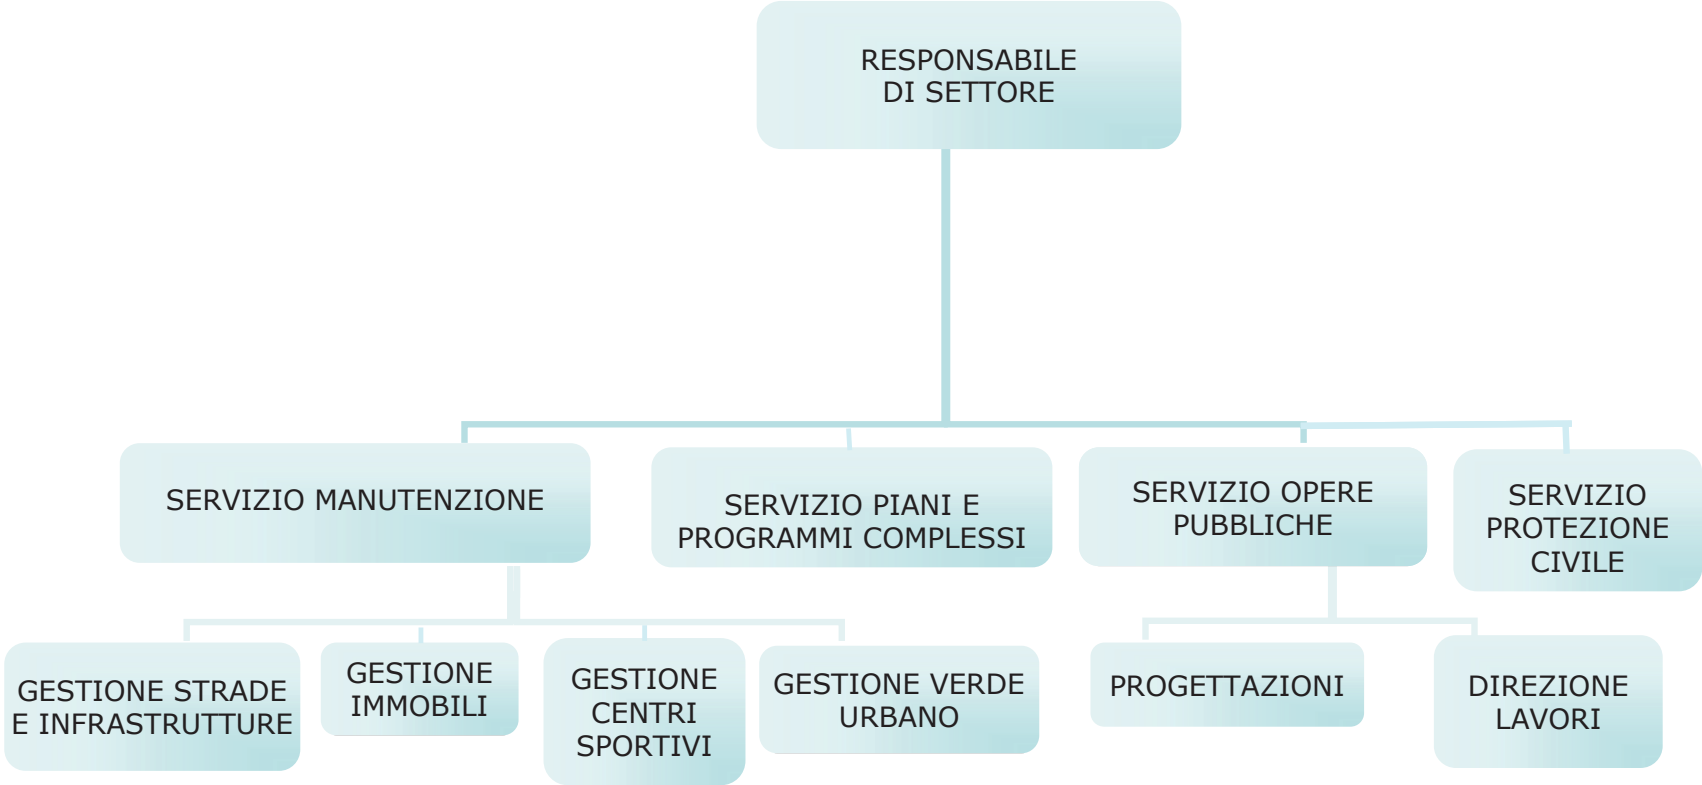 RESPONSABILE
DI SETTORE
SERVIZIO MANUTENZIONE
SERVIZIO PIANI E
PROGRAMMI COMPLESSI
SERVIZIO OPERE
PUBBLICHE
SERVIZIO
PROTEZIONE
CIVILE
GESTIONE STRADE
E INFRASTRUTTURE
GESTIONE
IMMOBILI
GESTIONE
CENTRI
SPORTIVI
GESTIONE VERDE
URBANO
PROGETTAZIONI
DIREZIONE
LAVORI